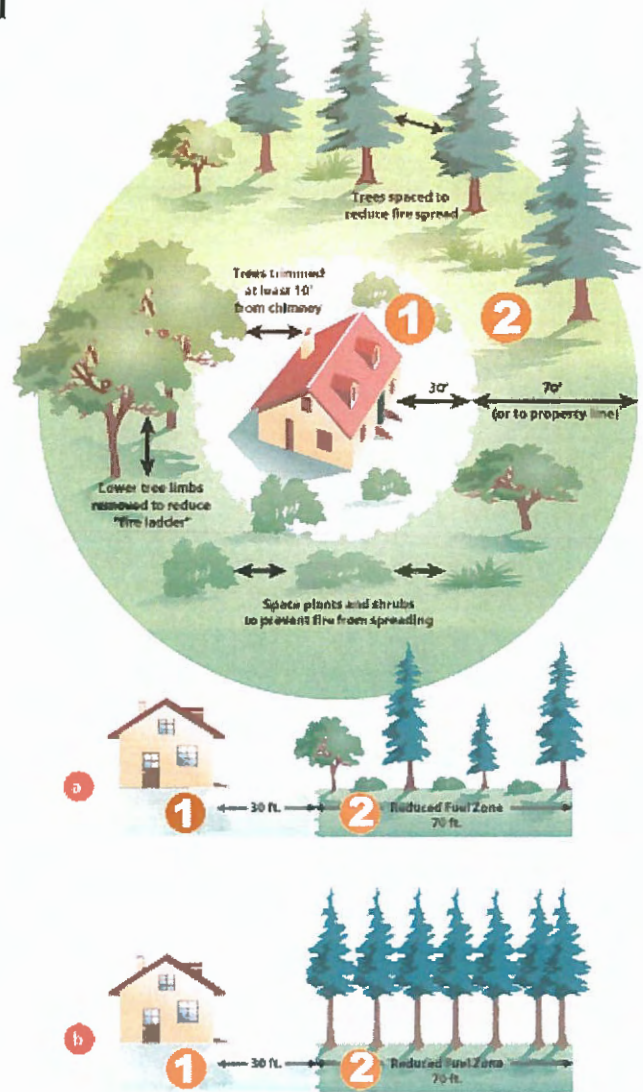 Trees spaced to
reduce fire spread
Trees trimmed
at least 10'
from chimney
1
2
30'
70'
(or to property line)
Lower tree limbs
removed to reduce
"fire ladder"
Space plants and shrubs
to prevent fire from spreading
a
1
30 ft.
2
Reduced Fuel Zone
70 ft.
b
1
30 ft.
2
Reduced Fuel Zone
70 ft.